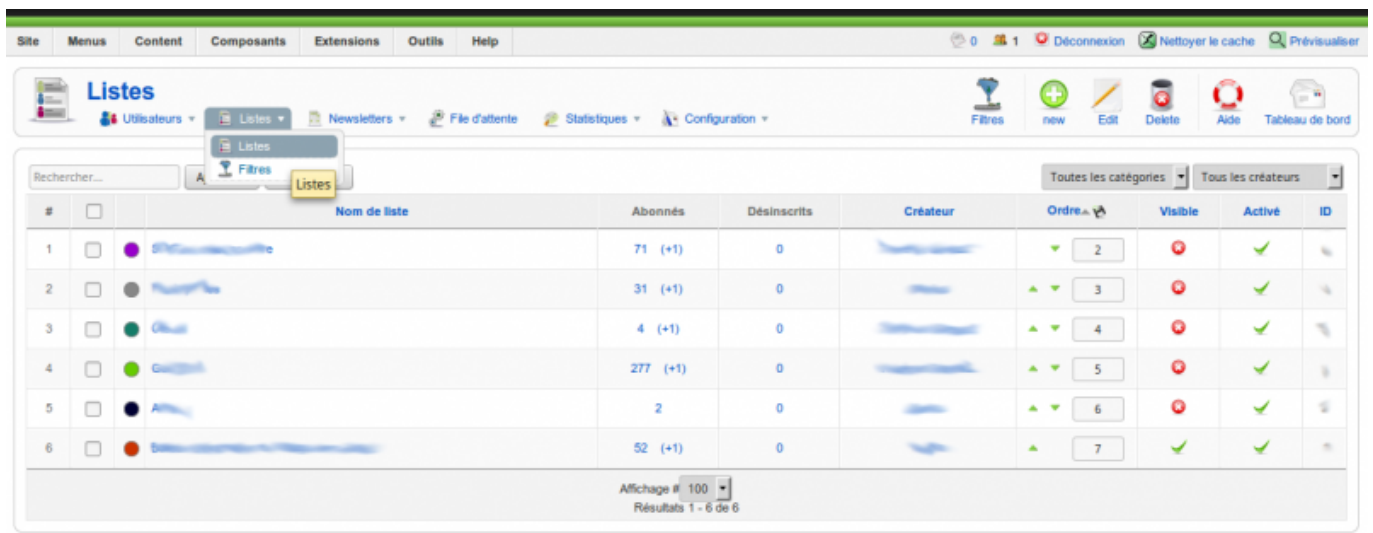 Site Menus Content Composants Extensions Outils Help 0 1 Déconnexion Nettoyer le cache Prévisualiser
Listes
Utilisateurs Listes Newsletters File d'attente Statistiques Configuration
Filtres new Edit Delete Aide Tableau de bord
Listes
Filtres
Listes
Rechercher... Toutes les catégories Tous les créateurs
# Nom de liste Abonnés Désinscrits Créateur Ordre Visible Activé ID
1 71 (+1) 0 2
2 31 (+1) 0 3
3 4 (+1) 0 4
4 277 (+1) 0 5
5 2 0 6
6 52 (+1) 0 7
Affichage # 100
Résultats 1 - 6 de 6